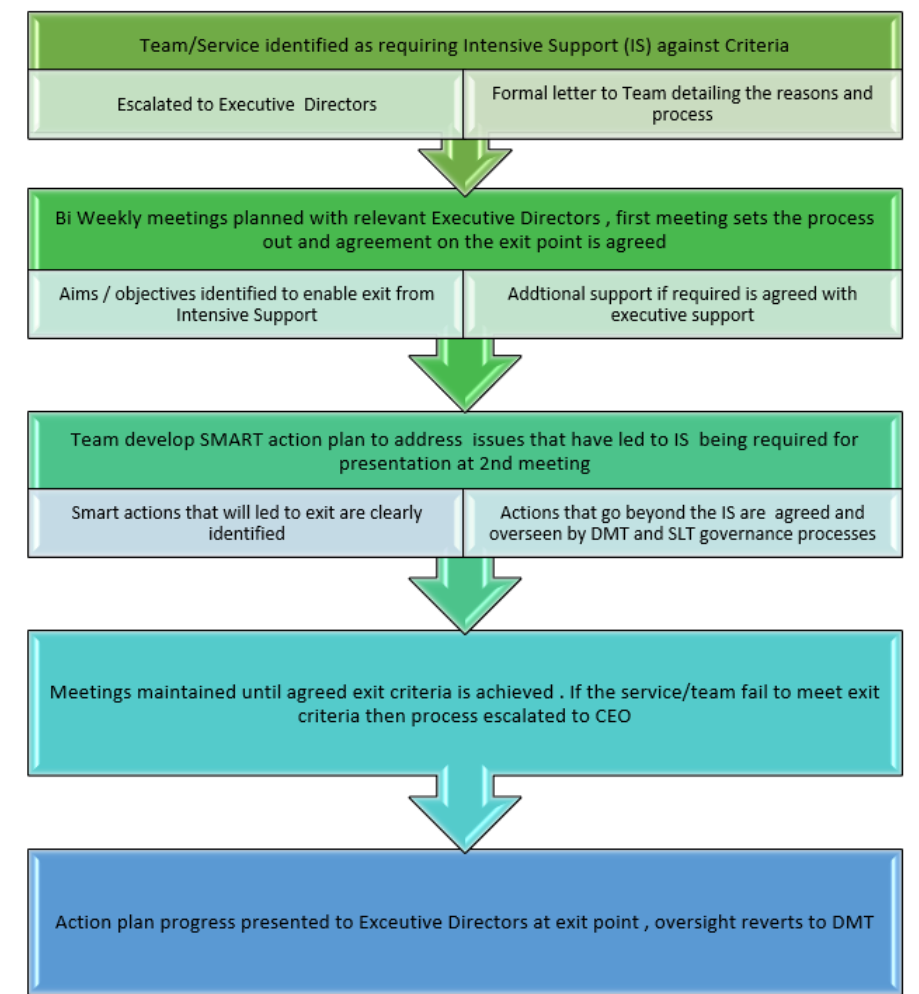 Team/Service identified as requiring Intensive Support (IS) against Criteria
Escalated to Executive Directors
Formal letter to Team detailing the reasons and
process
Bi Weekly meetings planned with relevant Executive Directors , first meeting sets the process
out and agreement on the exit point is agreed
Aims / objectives identified to enable exit from
Intensive Support
Addtional support if required is agreed with
executive support
Team develop SMART action plan to address issues that have led to IS being required for
presentation at 2nd meeting
Smart actions that will led to exit are clearly
identified
Actions that go beyond the IS are agreed and
overseen by DMT and SLT governance processes
Meetings maintained until agreed exit criteria is achieved . If the service/team fail to meet exit
criteria then process escalated to CEO
Action plan progress presented to Exceutive Directors at exit point , oversight reverts to DMT